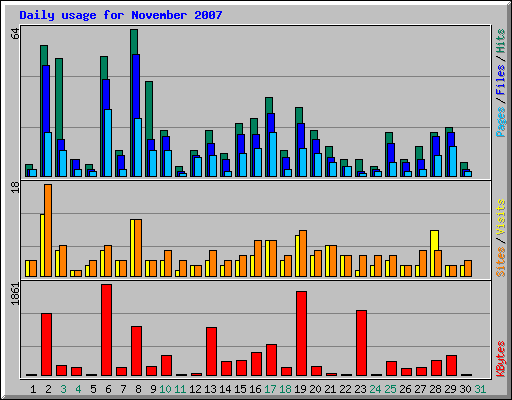 Daily usage for November 2007
64
Pages / Files / Hits
18
Sites / Visits
1861
KBytes
1 2 3 4 5 6 7 8 9 10 11 12 13 14 15 16 17 18 19 20 21 22 23 24 25 26 27 28 29 30 31